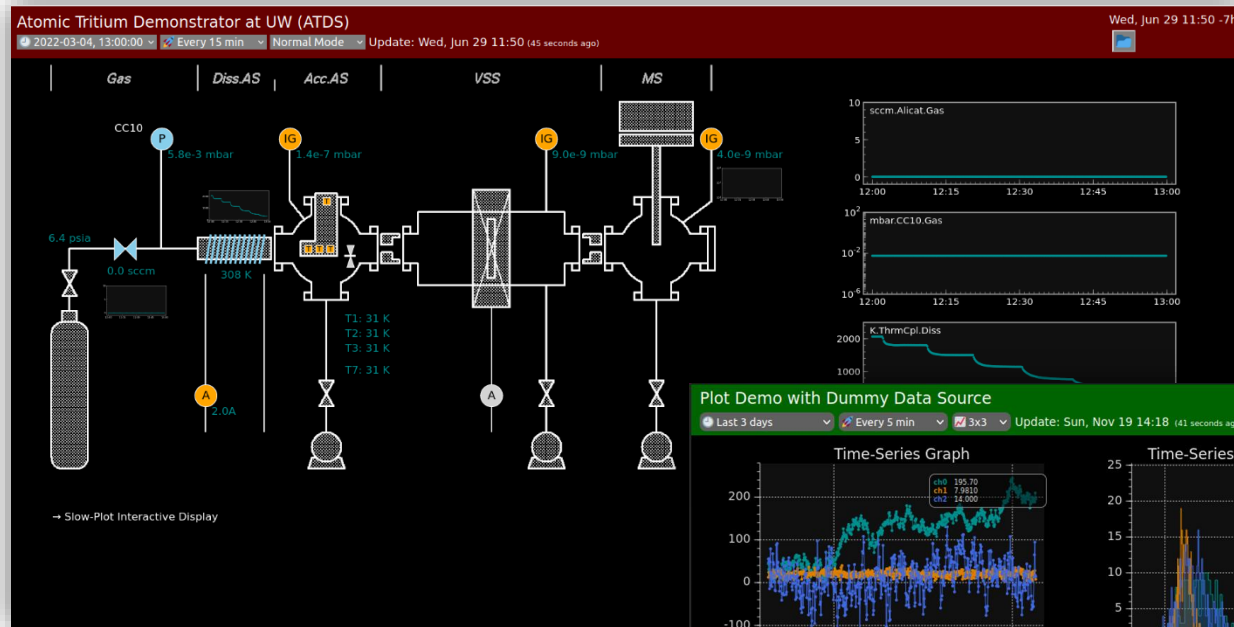 Atomic Tritium Demonstrator at UW (ATDS)
Wed, Jun 29 11:50 -7h
2022-03-04, 13:00:00
Every 15 min
Normal Mode
Update: Wed, Jun 29 11:50 (45 seconds ago)
Gas
Diss.AS
Acc.AS
VSS
MS
CC10
P
IG
IG
IG
5.8e-3 mbar
1.4e-7 mbar
9.0e-9 mbar
4.0e-9 mbar
6.4 psia
0.0 sccm
308 K
T
T T T
T1: 31 K
T2: 31 K
T3: 31 K
T7: 31 K
A
2.0A
A
→ Slow-Plot Interactive Display
sccm.Alicat.Gas
10
5
0
12:00 12:15 12:30 12:45 13:00
mbar.CC10.Gas
10²
10⁻²
10⁻⁶
12:00 12:15 12:30 12:45 13:00
K.ThrmCpl.Diss
2000
1000
Plot Demo with Dummy Data Source
Last 3 days
Every 5 min
3x3
Update: Sun, Nov 19 14:18 (41 seconds ag
Time-Series Graph
ch0 195.70
ch1 7.9810
ch2 14.000
200
100
0
-100
Time-Series
25
20
15
10
5